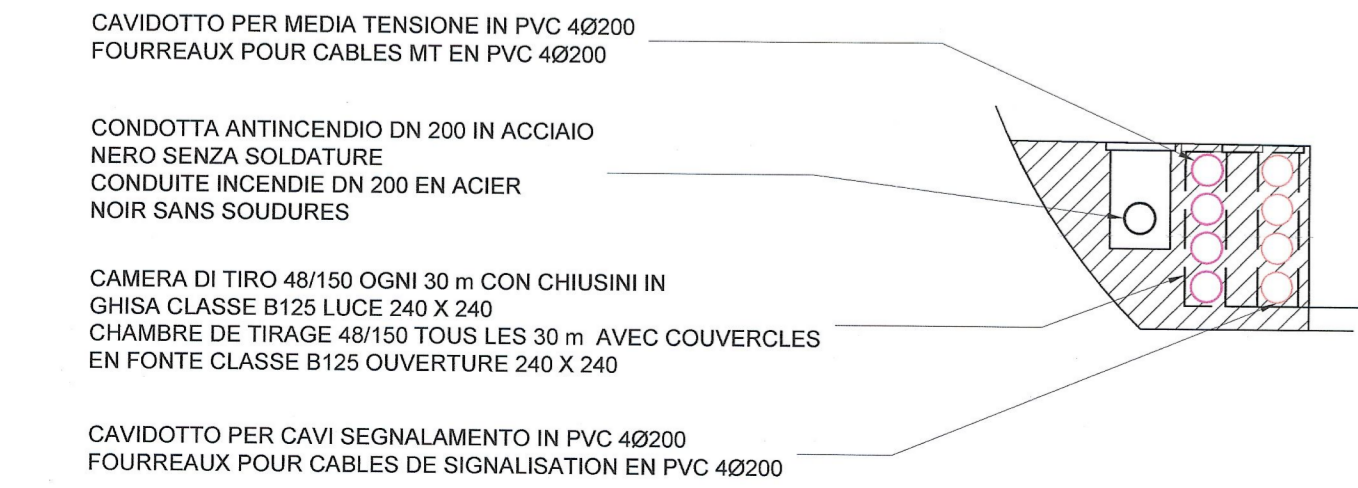 CAVIDOTTO PER MEDIA TENSIONE IN PVC 4Ø200
FOURREAUX POUR CABLES MT EN PVC 4Ø200
CONDOTTA ANTINCENDIO DN 200 IN ACCIAIO
NERO SENZA SOLDATURE
CONDUITE INCENDIE DN 200 EN ACIER
NOIR SANS SOUDURES
CAMERA DI TIRO 48/150 OGNI 30 m CON CHIUSINI IN
GHISA CLASSE B125 LUCE 240 X 240
CHAMBRE DE TIRAGE 48/150 TOUS LES 30 m AVEC COUVERCLES
EN FONTE CLASSE B125 OUVERTURE 240 X 240
CAVIDOTTO PER CAVI SEGNALAMENTO IN PVC 4Ø200
FOURREAUX POUR CABLES DE SIGNALISATION EN PVC 4Ø200